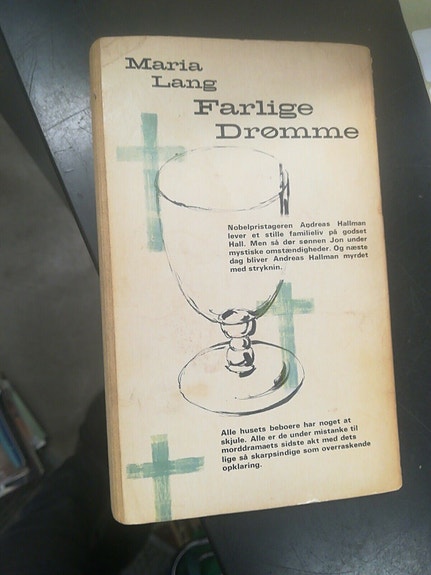 Maria
Lang
Farlige
Drømme
Nobelpristageren Andreas Hallman
lever et stille familieliv på godset
Hall. Men så dør sønnen Jon under
mystiske omstændigheder. Og næste
dag bliver Andreas Hallman myrdet
med stryknin.
Alle husets beboere har noget at
skjule. Alle er de under mistanke til
morddramaets sidste akt med dets
lige så skarpsindige som overraskende
opklaring.